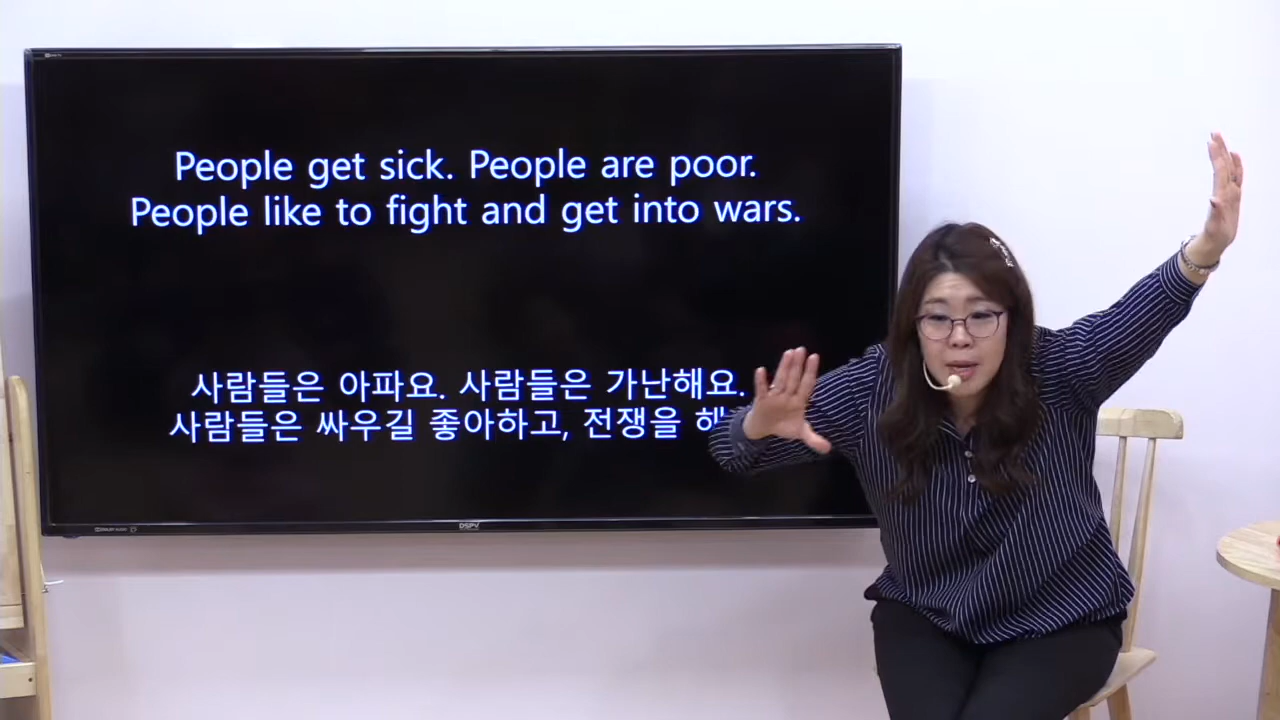 People get sick. People are poor.
People like to fight and get into wars.
사람들은 아파요. 사람들은 가난해요.
사람들은 싸우길 좋아하고, 전쟁을
DSPV